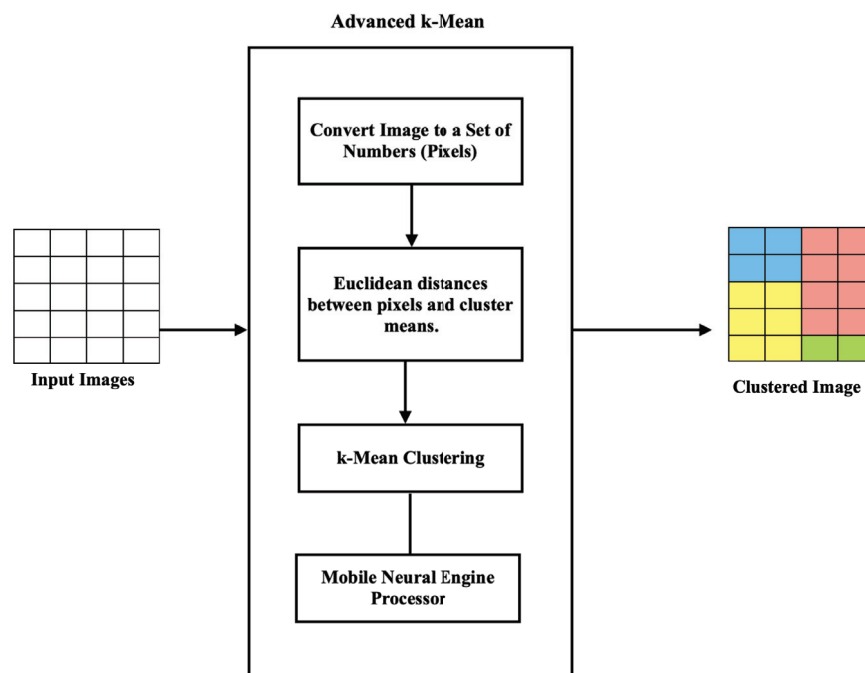 Advanced k-Mean
Convert Image to a Set of
Numbers (Pixels)
Euclidean distances
between pixels and cluster
means.
Input Images
Clustered Image
k-Mean Clustering
Mobile Neural Engine
Processor